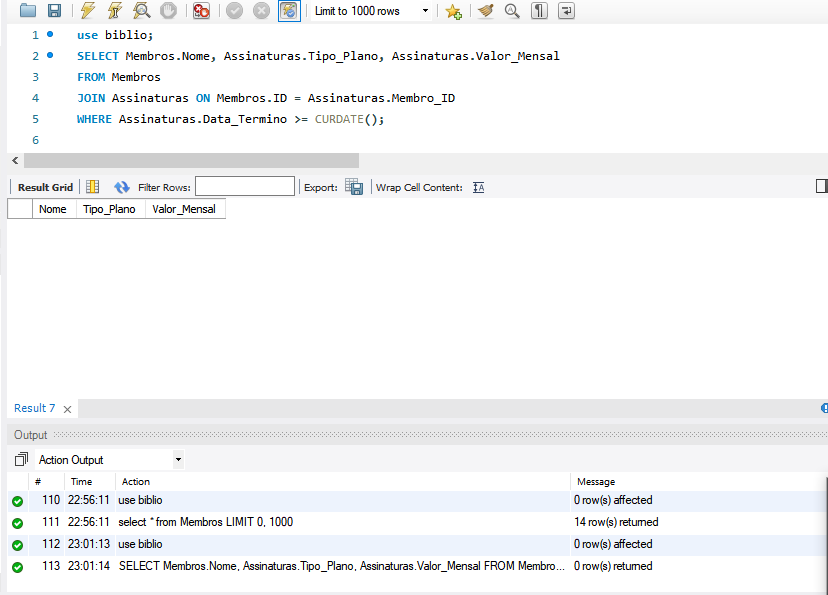 Limit to 1000 rows
1 use biblio;
2 SELECT Membros.Nome, Assinaturas.Tipo_Plano, Assinaturas.Valor_Mensal
3 FROM Membros
4 JOIN Assinaturas ON Membros.ID = Assinaturas.Membro_ID
5 WHERE Assinaturas.Data_Termino >= CURDATE();
6
Result Grid Filter Rows: Export: Wrap Cell Content:
Nome Tipo_Plano Valor_Mensal
Result 7
Output
Action Output
# Time Action Message
110 22:56:11 use biblio 0 row(s) affected
111 22:56:11 select * from Membros LIMIT 0, 1000 14 row(s) returned
112 23:01:13 use biblio 0 row(s) affected
113 23:01:14 SELECT Membros.Nome, Assinaturas.Tipo_Plano, Assinaturas.Valor_Mensal FROM Membro... 0 row(s) returned